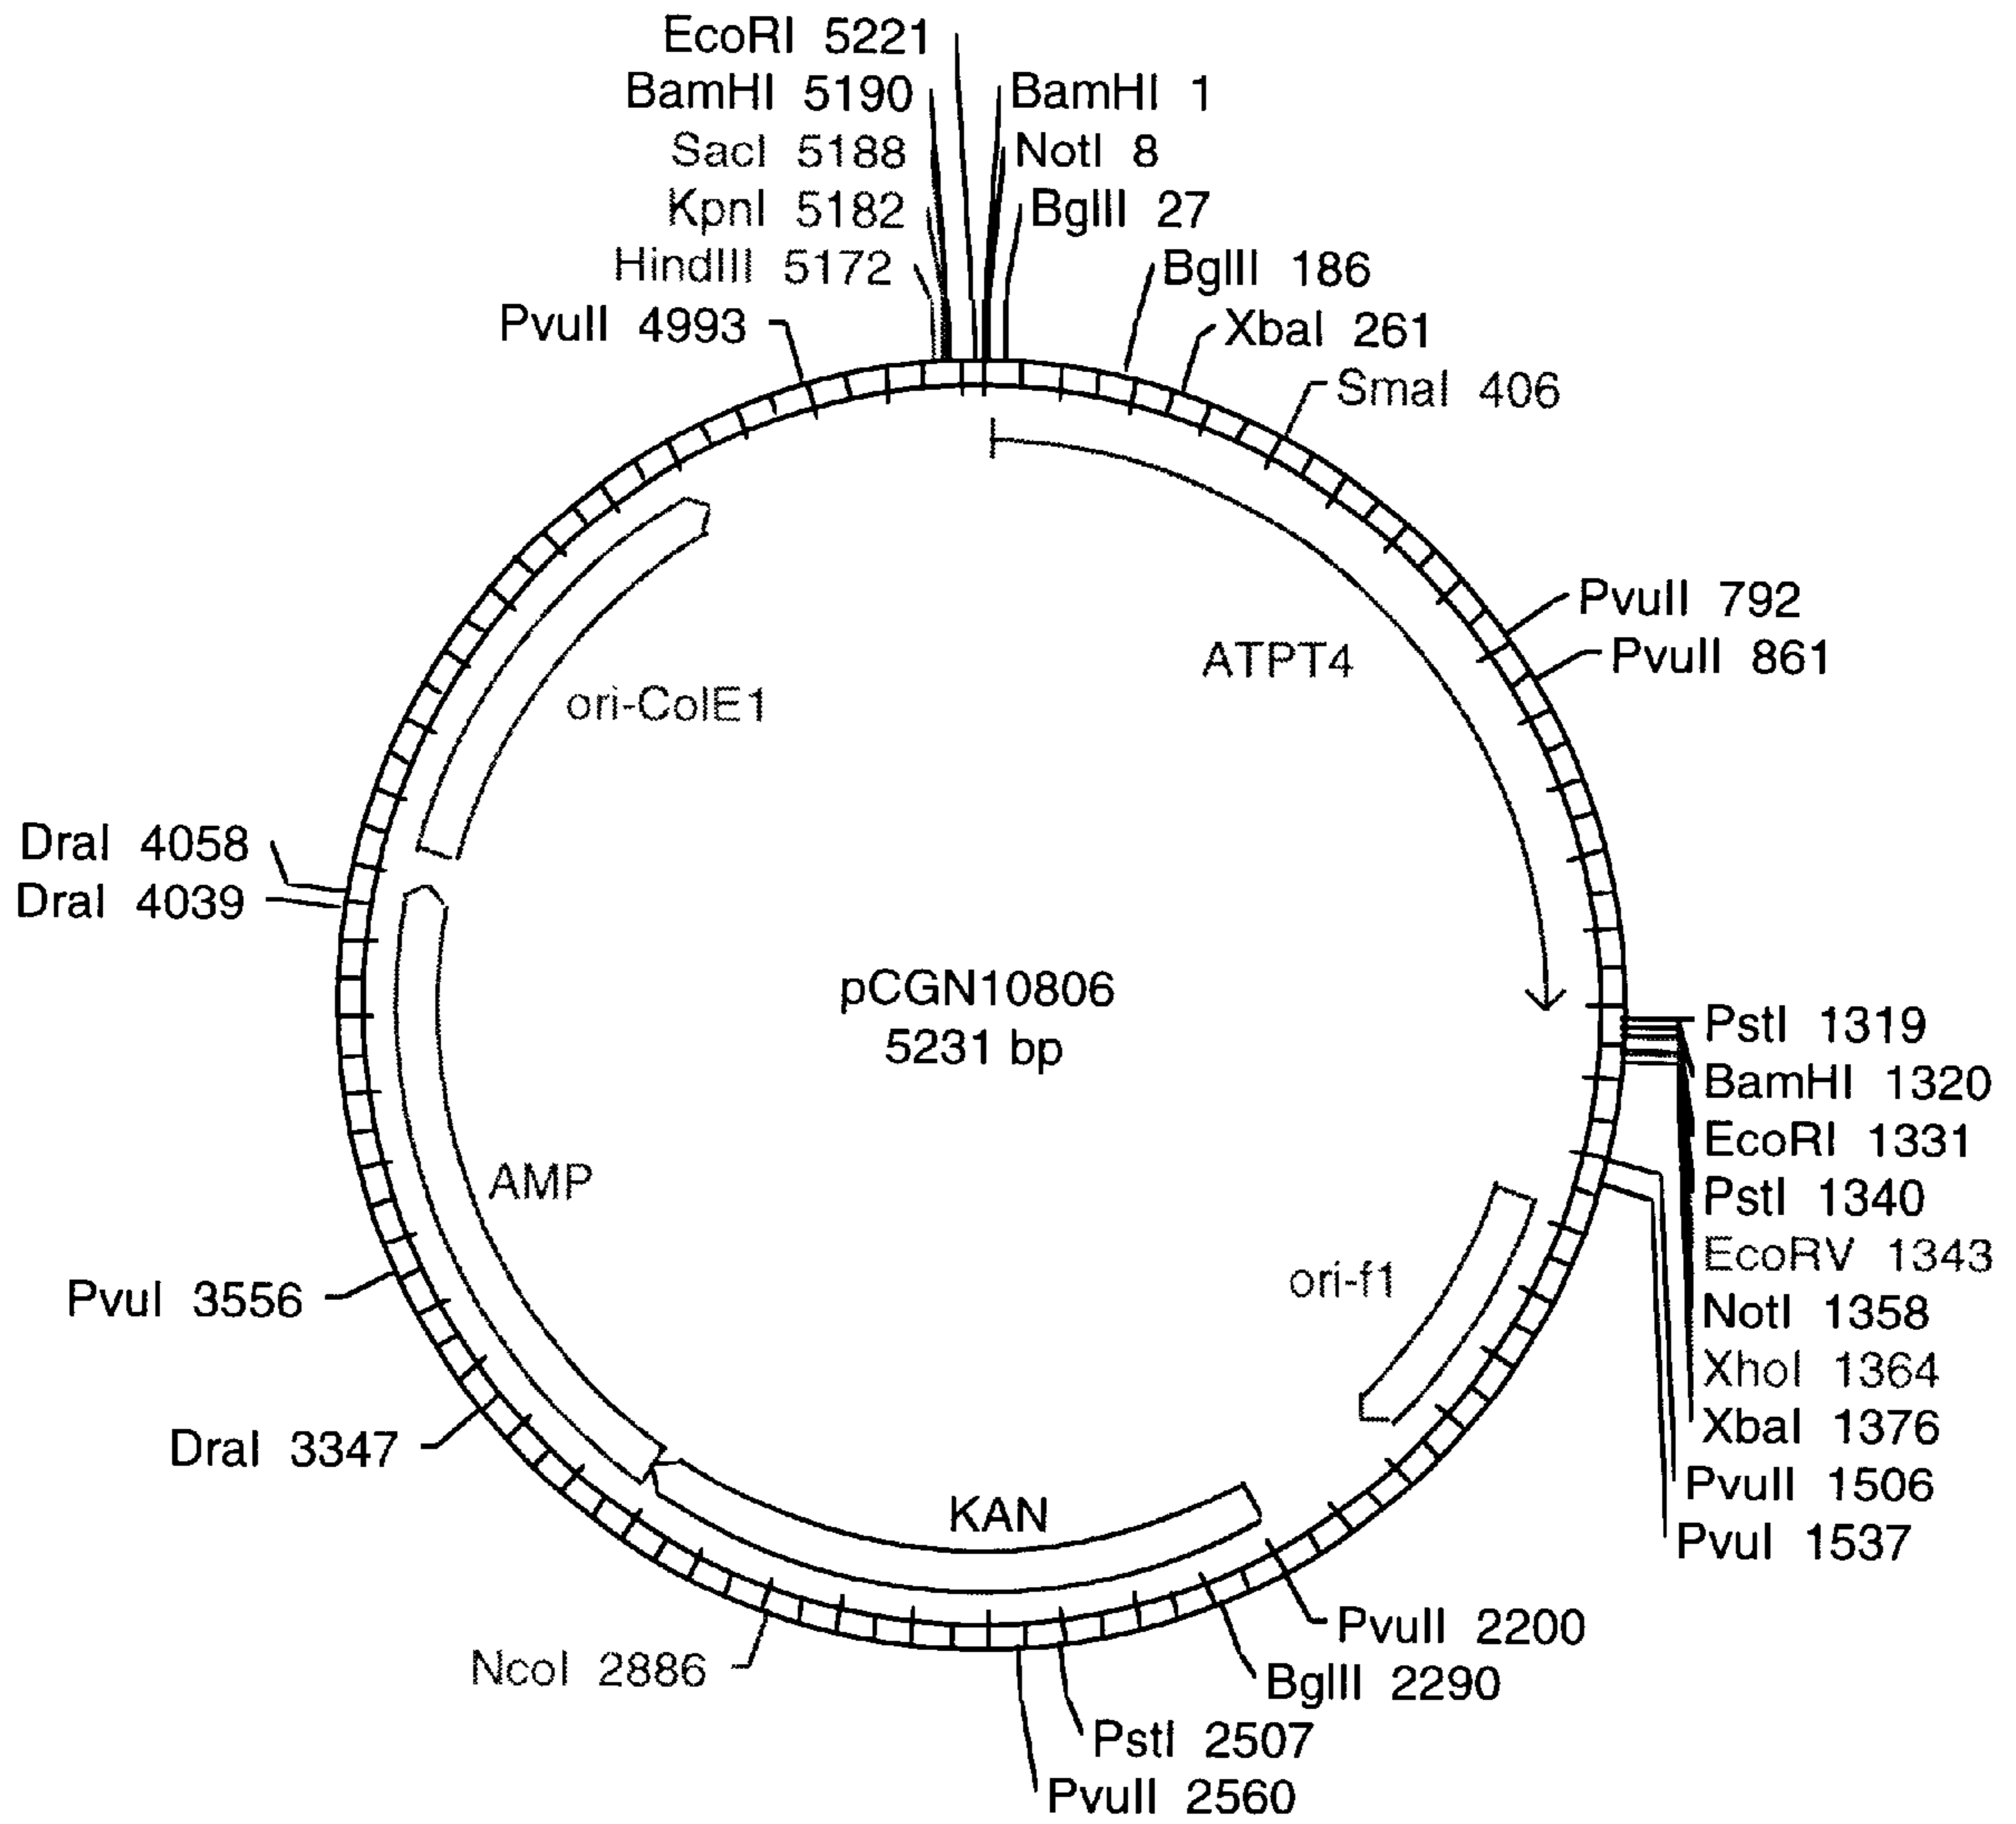 EcoRI 5221
BamHI 5190
BamHI 1
SacI 5188
NotI 8
KpnI 5182
BglII 27
HindIII 5172
BglII 186
PvuII 4993
XbaI 261
SmaI 406
PvuII 792
PvuII 861
ATPT4
ori-ColE1
DraI 4058
DraI 4039
pCGN10806
5231 bp
PstI 1319
BamHI 1320
EcoRI 1331
PstI 1340
EcoRV 1343
NotI 1358
XhoI 1364
XbaI 1376
PvuII 1506
PvuI 1537
AMP
ori-f1
PvuI 3556
DraI 3347
KAN
NcoI 2886
PvuII 2200
BglII 2290
PstI 2507
PvuII 2560